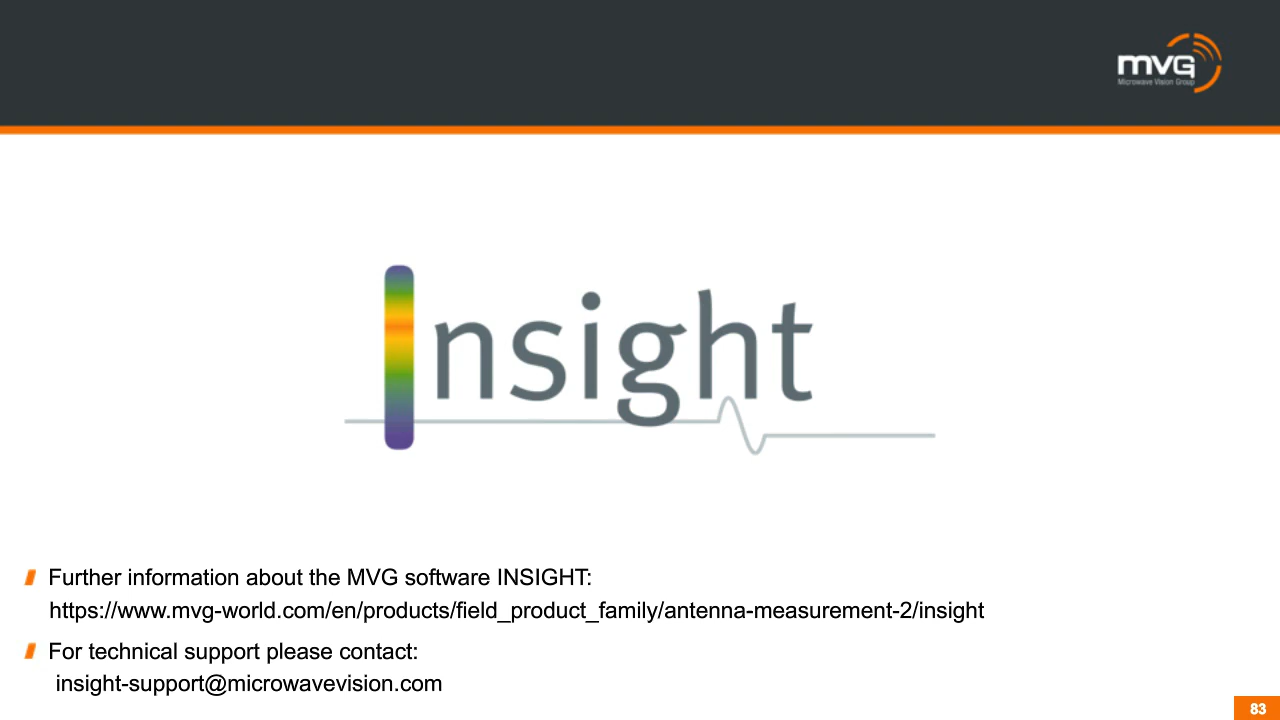 mvg
Microwave Vision Group
Insight
Further information about the MVG software INSIGHT:
https://www.mvg-world.com/en/products/field_product_family/antenna-measurement-2/insight
For technical support please contact:
insight-support@microwavevision.com
83